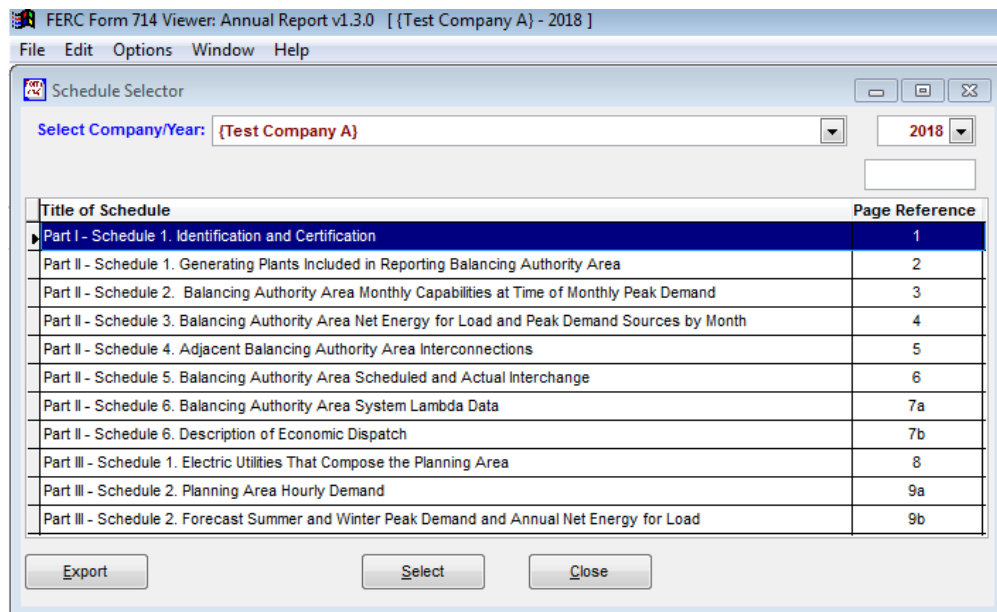 FERC Form 714 Viewer: Annual Report v1.3.0 [ {Test Company A} - 2018 ]
File Edit Options Window Help
Schedule Selector
Select Company/Year: {Test Company A} 2018
Title of Schedule Page Reference
Part I - Schedule 1. Identification and Certification 1
Part II - Schedule 1. Generating Plants Included in Reporting Balancing Authority Area 2
Part II - Schedule 2. Balancing Authority Area Monthly Capabilities at Time of Monthly Peak Demand 3
Part II - Schedule 3. Balancing Authority Area Net Energy for Load and Peak Demand Sources by Month 4
Part II - Schedule 4. Adjacent Balancing Authority Area Interconnections 5
Part II - Schedule 5. Balancing Authority Area Scheduled and Actual Interchange 6
Part II - Schedule 6. Balancing Authority Area System Lambda Data 7a
Part II - Schedule 6. Description of Economic Dispatch 7b
Part III - Schedule 1. Electric Utilities That Compose the Planning Area 8
Part III - Schedule 2. Planning Area Hourly Demand 9a
Part III - Schedule 2. Forecast Summer and Winter Peak Demand and Annual Net Energy for Load 9b
Export Select Close